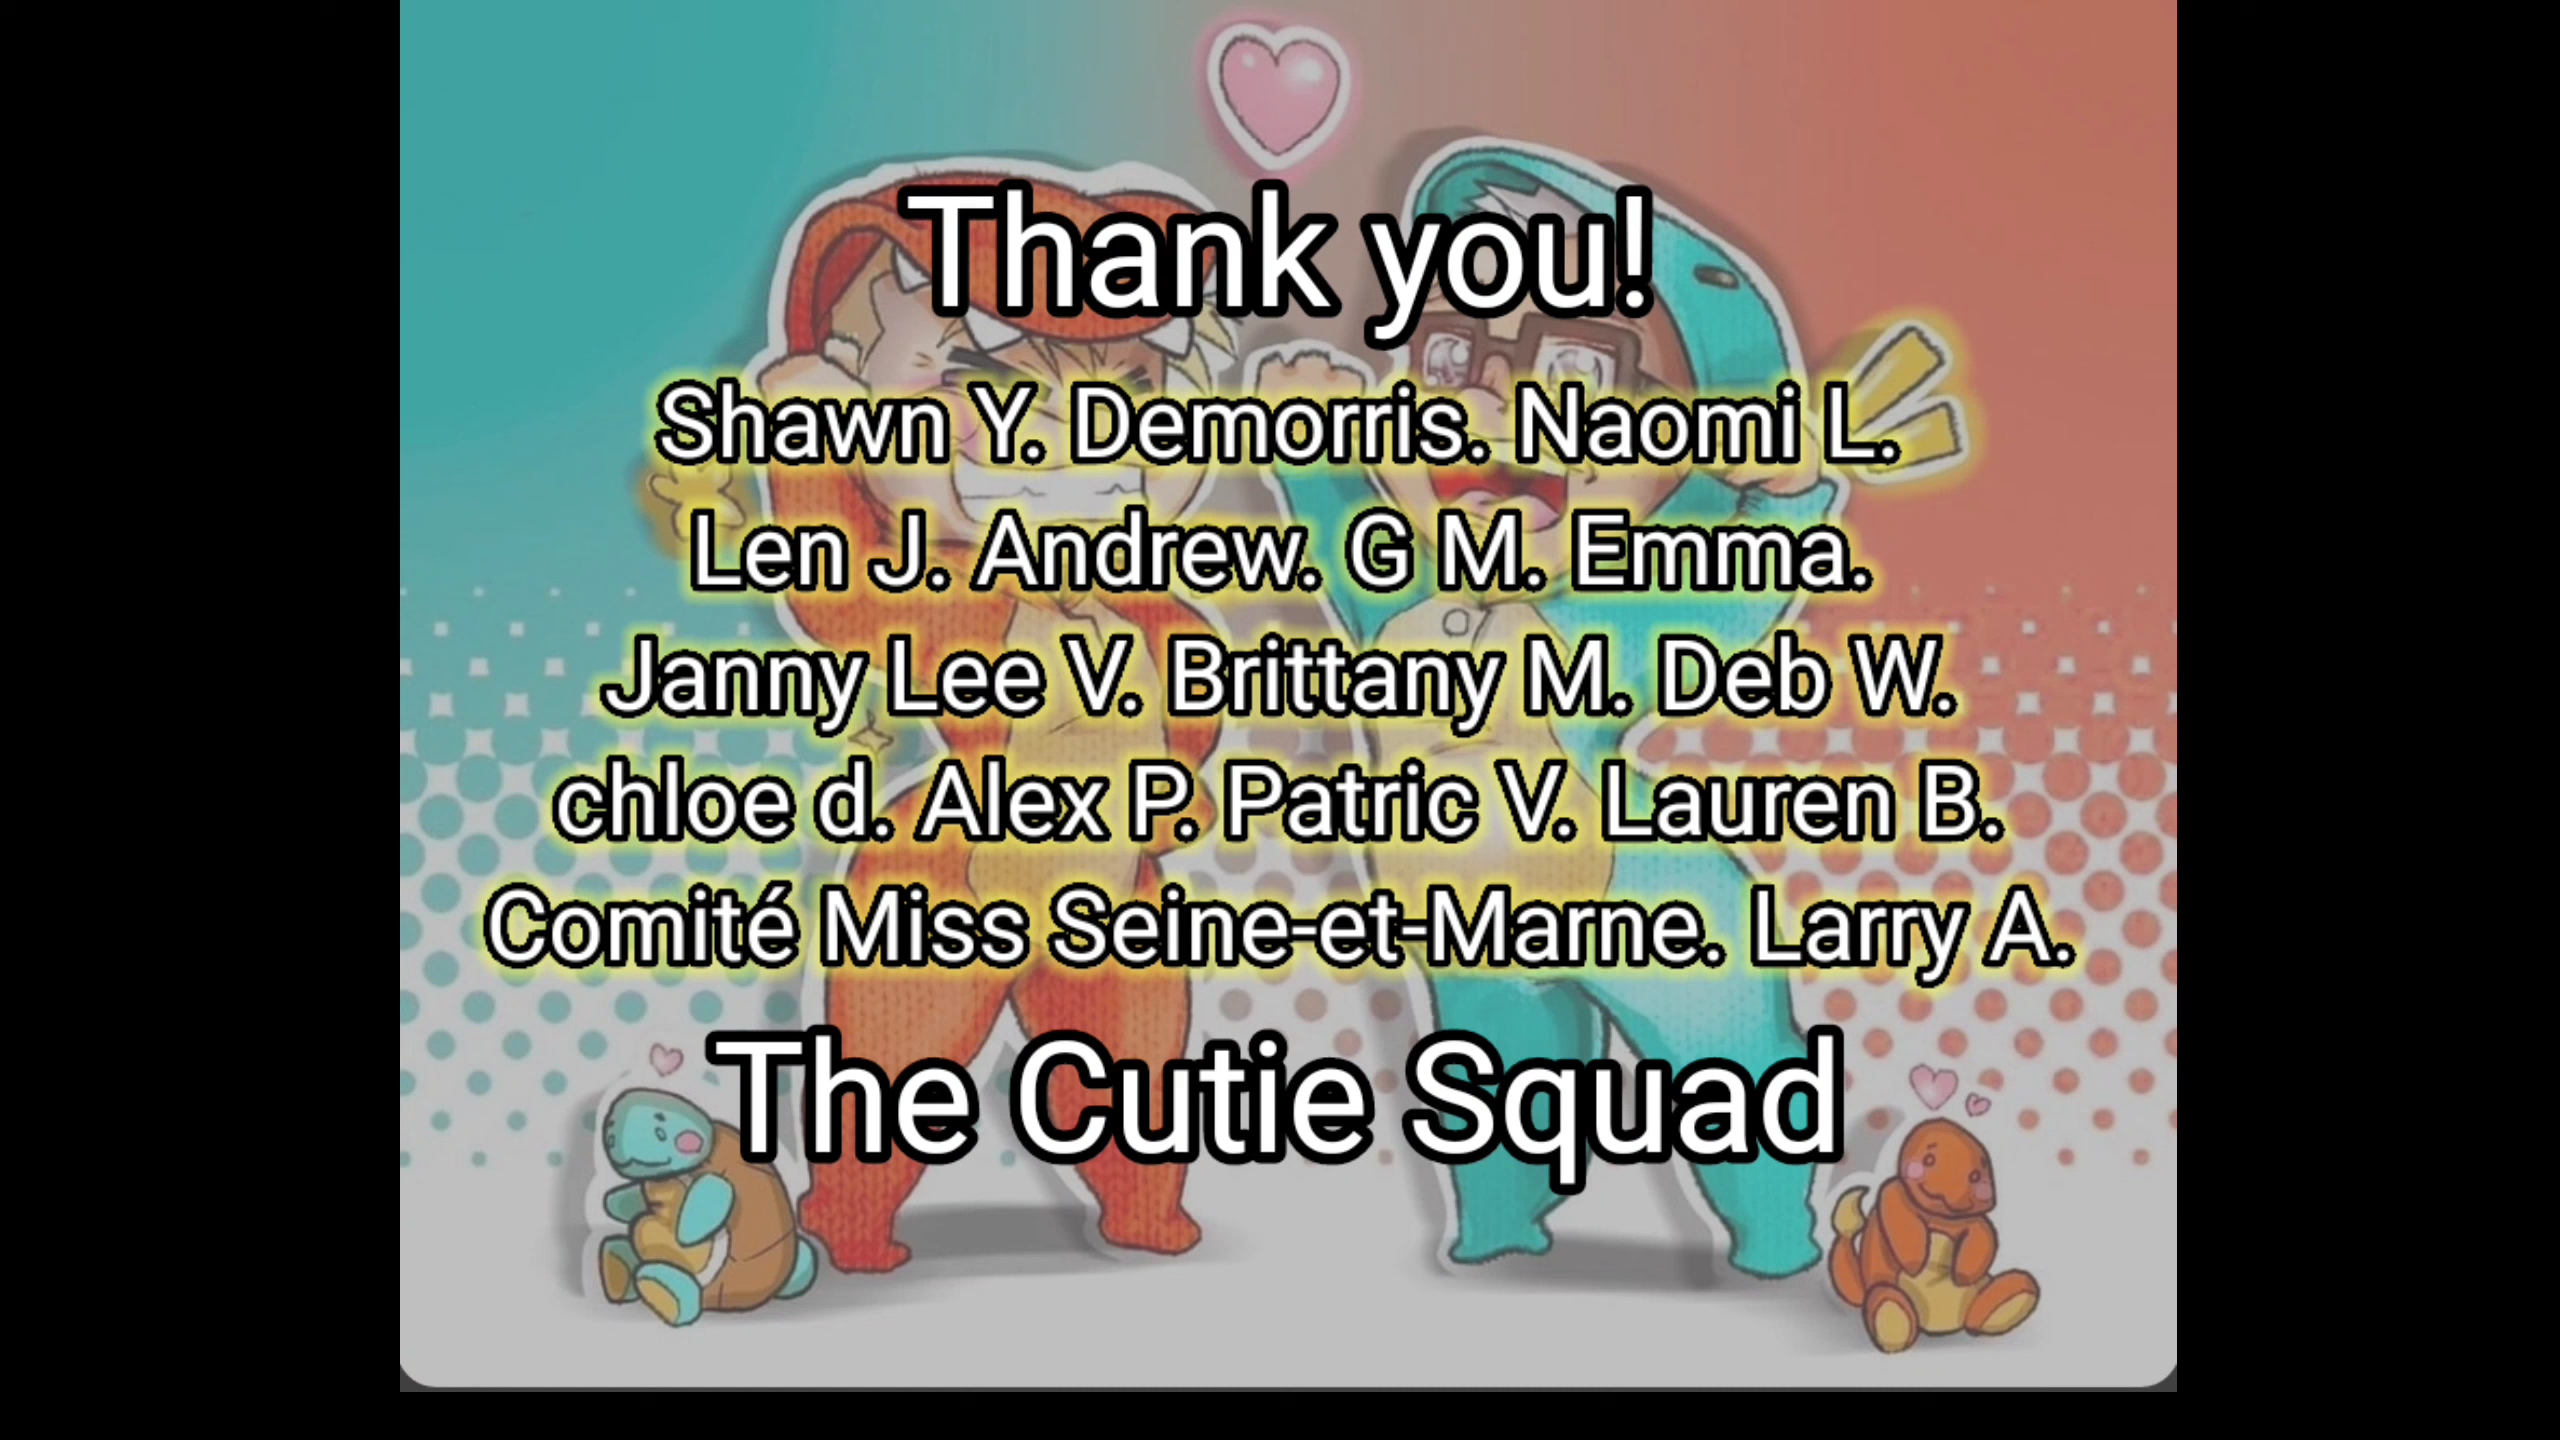 Thank you!
Shawn Y. Demorris. Naomi L.
Len J. Andrew. G M. Emma.
Janny Lee V. Brittany M. Deb W.
chloe d. Alex P. Patric V. Lauren B.
Comité Miss Seine-et-Marne. Larry A.
The Cutie Squad